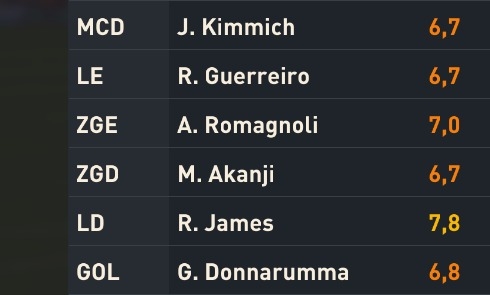 MCD J. Kimmich 6,7
LE R. Guerreiro 6,7
ZGE A. Romagnoli 7,0
ZGD M. Akanji 6,7
LD R. James 7,8
GOL G. Donnarumma 6,8